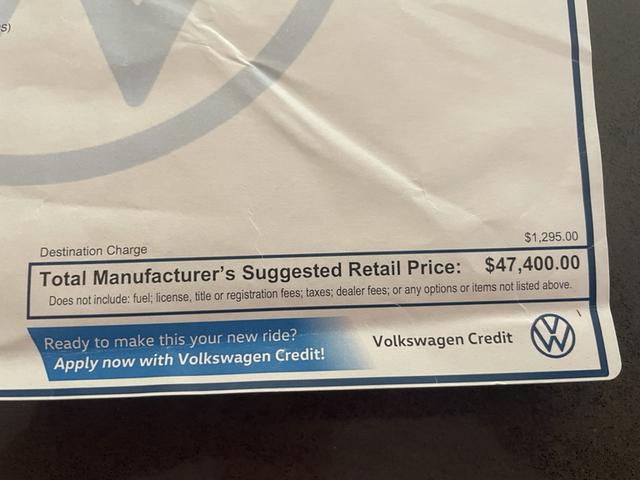 s)
Destination Charge $1,295.00
Total Manufacturer's Suggested Retail Price: $47,400.00
Does not include: fuel; license, title or registration fees; taxes; dealer fees; or any options or items not listed above.
Ready to make this your new ride?
Apply now with Volkswagen Credit!
Volkswagen Credit